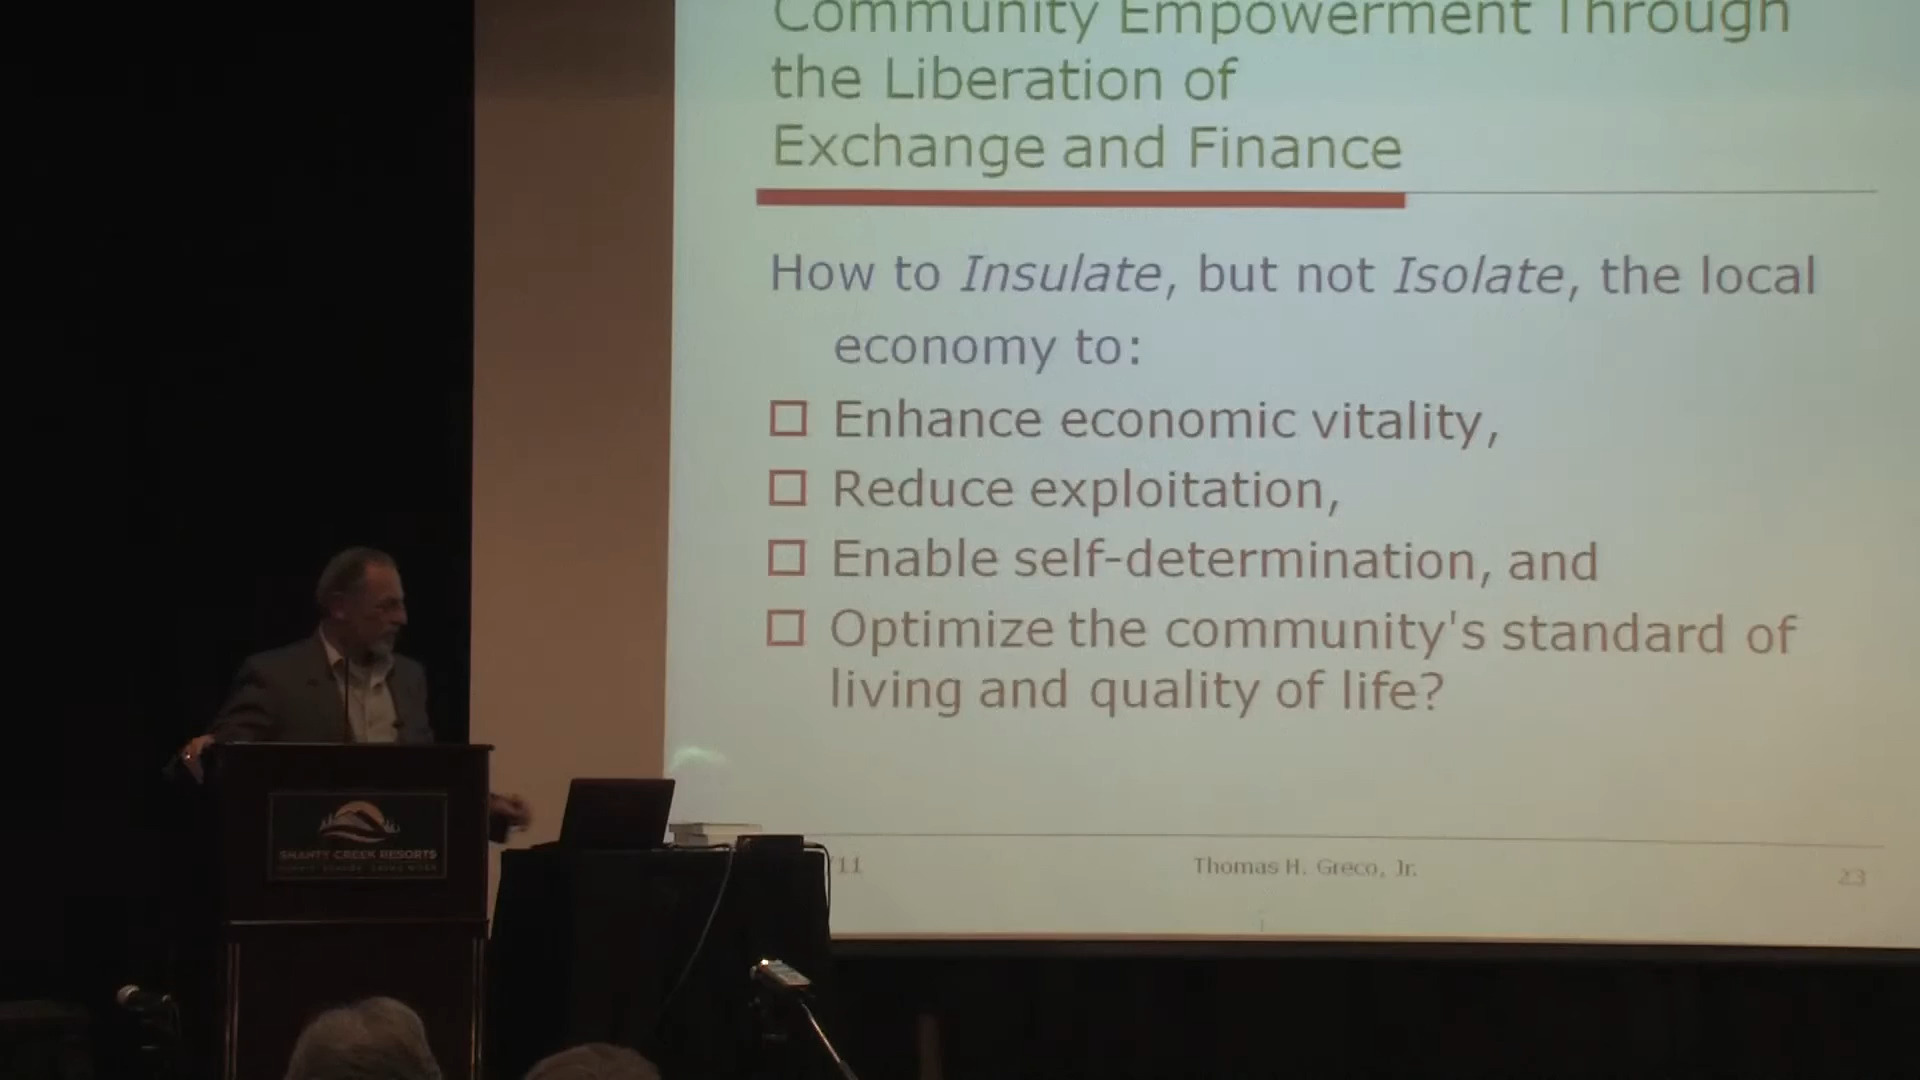 Community Empowerment Through
the Liberation of
Exchange and Finance
How to Insulate, but not Isolate, the local
economy to:
Enhance economic vitality,
Reduce exploitation,
Enable self-determination, and
Optimize the community's standard of
living and quality of life?
/11
Thomas H. Greco, Jr.
23
SHANTY CREEK RESORTS